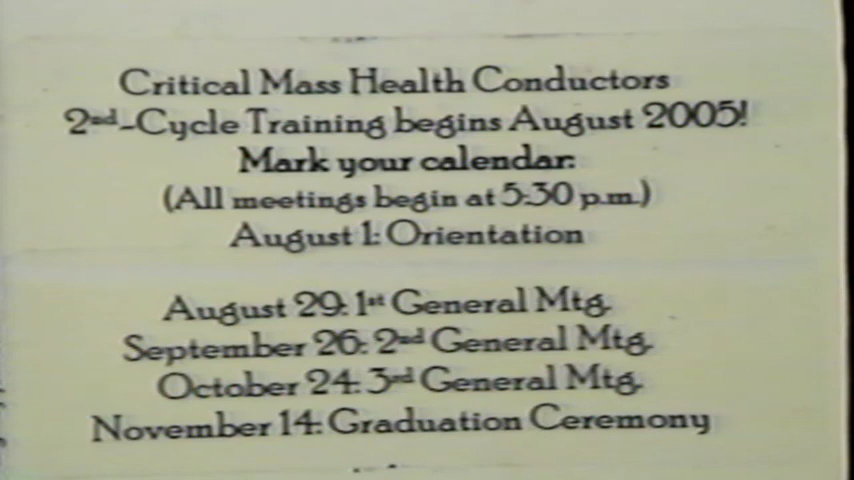 Critical Mass Health Conductors
2nd-Cycle Training begins August 2005!
Mark your calendar:
(All meetings begin at 5:30 p.m.)
August 1: Orientation
August 29: 1st General Mtg.
September 26: 2nd General Mtg.
October 24: 3rd General Mtg.
November 14: Graduation Ceremony